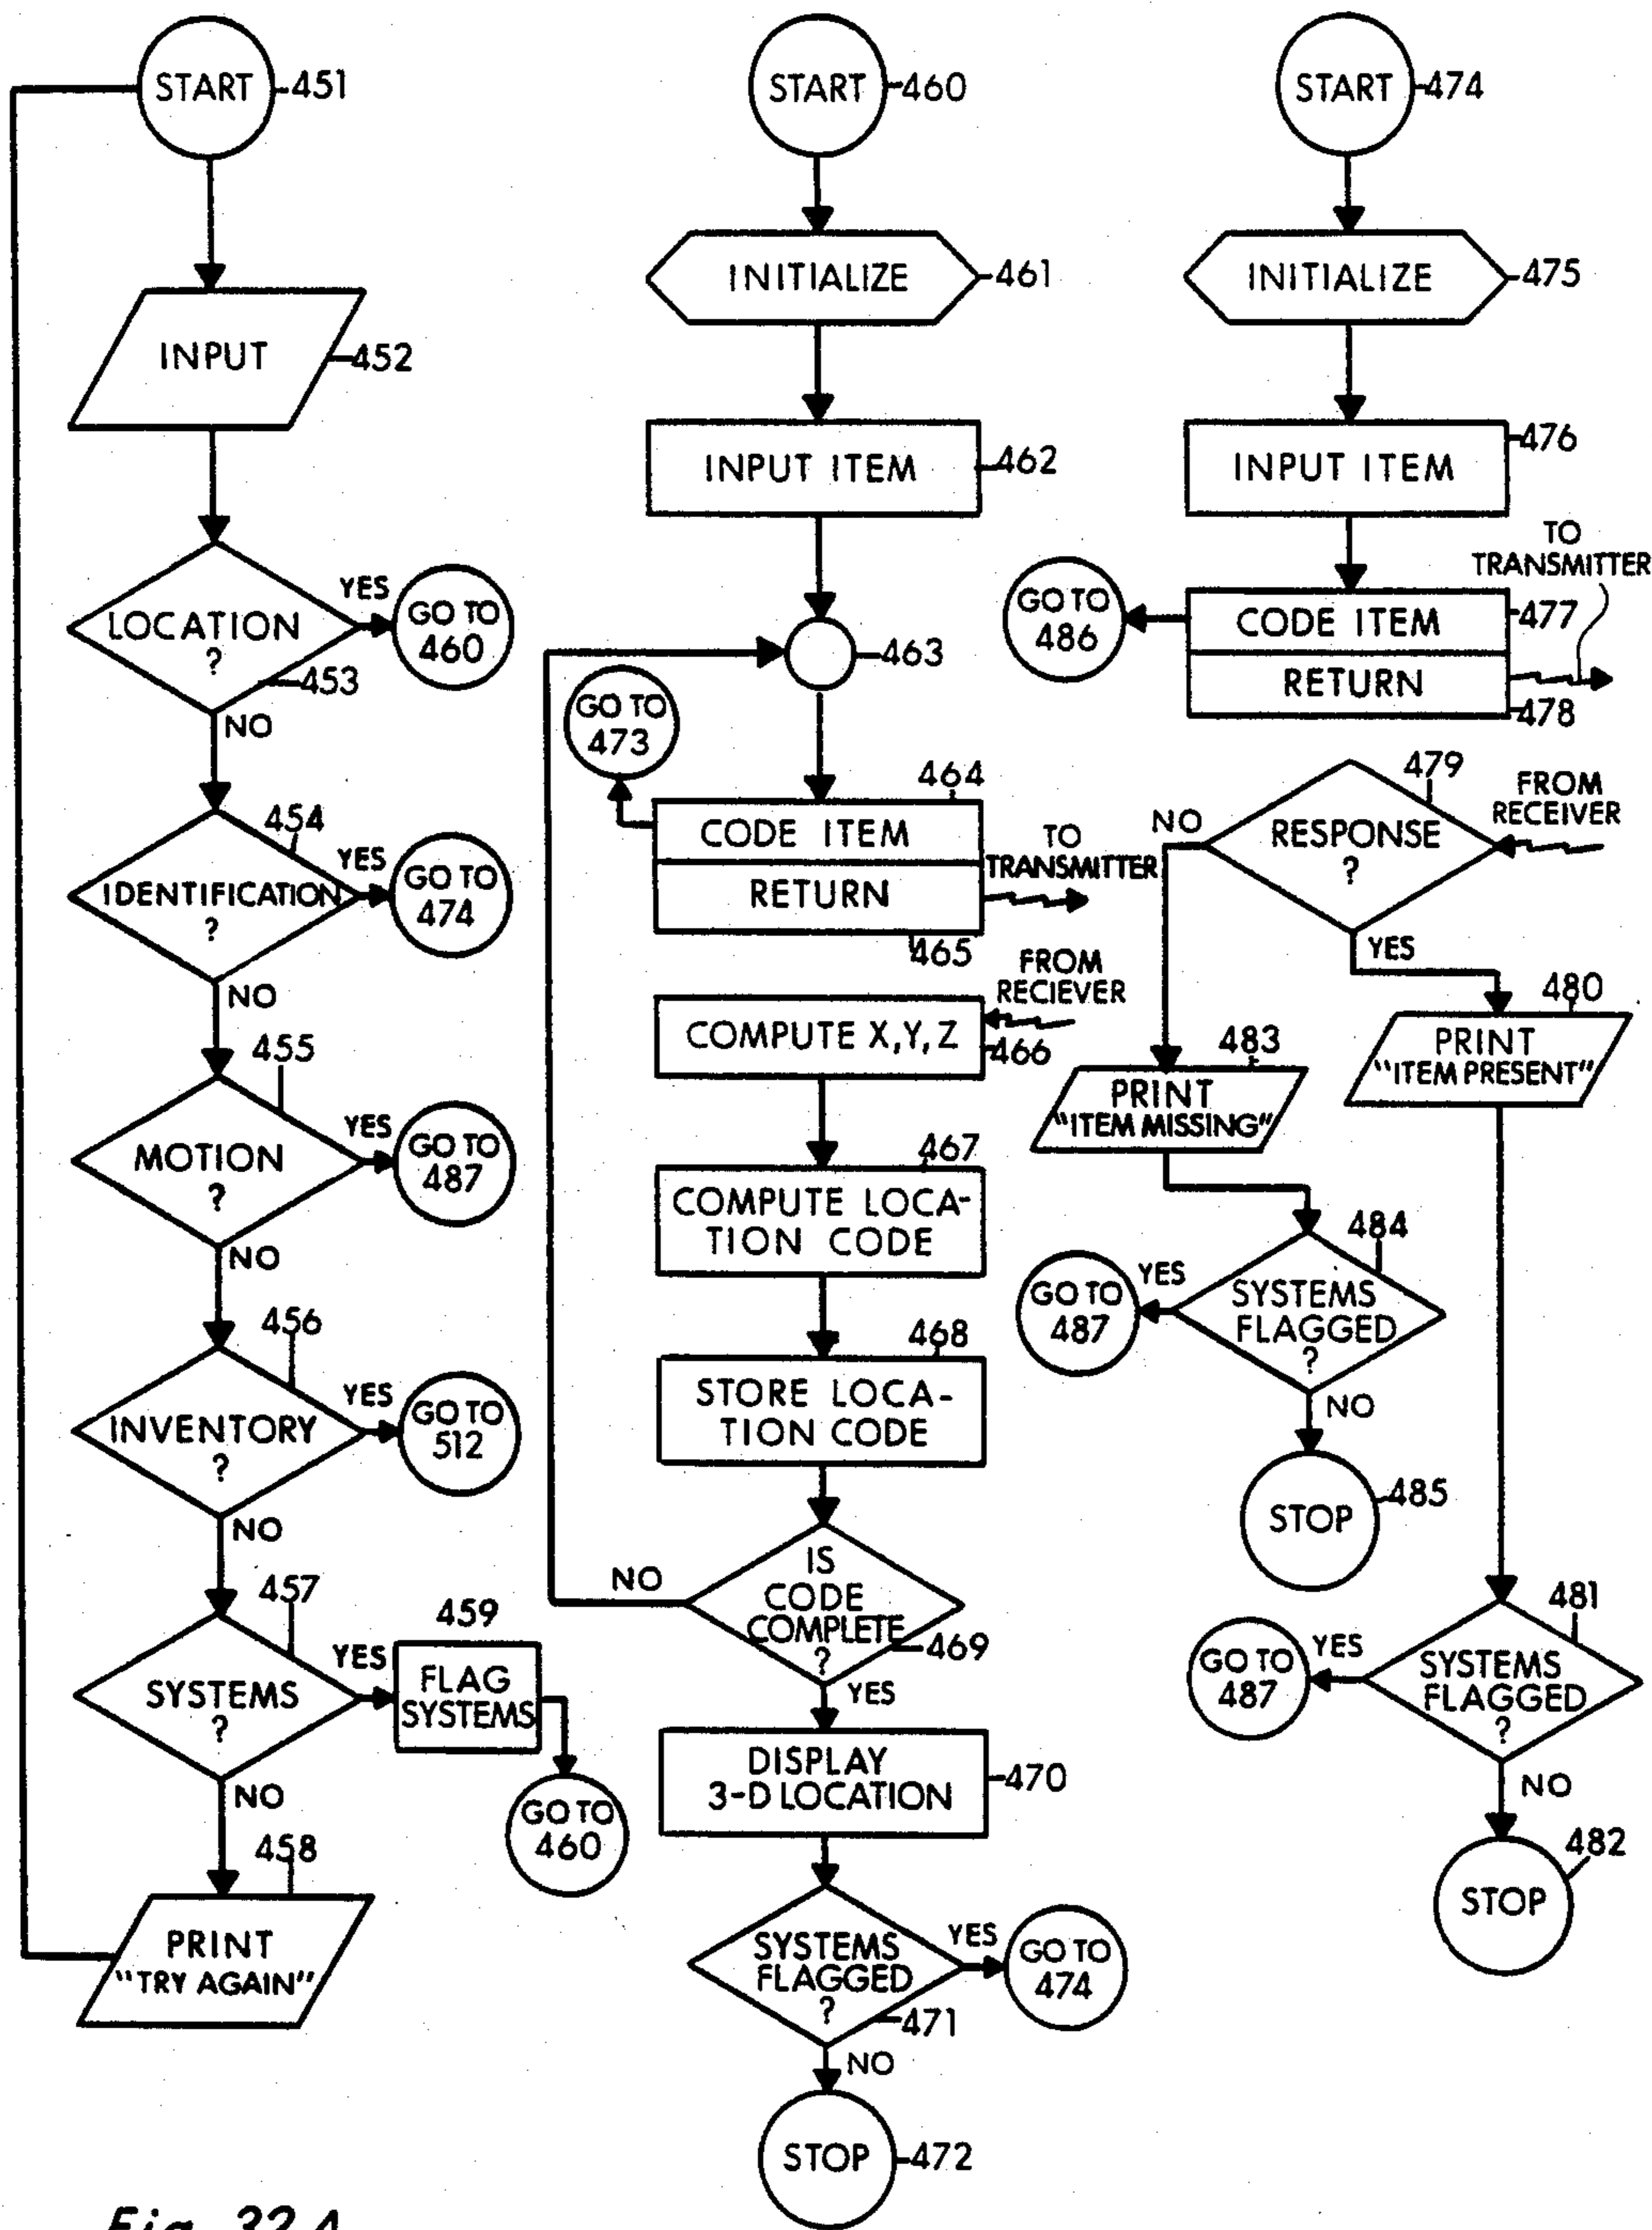 START
451
INPUT
452
LOCATION
?
453
YES
GO TO
460
NO
454
IDENTIFICATION
?
YES
GO TO
474
NO
455
MOTION
?
YES
GO TO
487
NO
456
INVENTORY
?
YES
GO TO
512
NO
457
SYSTEMS
?
YES
459
FLAG
SYSTEMS
GO TO
460
NO
458
PRINT
"TRY AGAIN"
START
460
INITIALIZE
461
INPUT ITEM
462
463
GO TO
473
464
CODE ITEM
RETURN
465
TO
TRANSMITTER
FROM
RECIEVER
COMPUTE X,Y,Z
466
467
COMPUTE LOCA-
TION CODE
468
STORE LOCA-
TION CODE
IS
CODE
COMPLETE
?
469
NO
YES
DISPLAY
3-D LOCATION
470
SYSTEMS
FLAGGED
?
471
YES
GO TO
474
NO
STOP
472
START
474
INITIALIZE
475
INPUT ITEM
476
TO
TRANSMITTER
GO TO
486
CODE ITEM
477
RETURN
478
479
FROM
RECEIVER
RESPONSE
?
NO
YES
480
PRINT
"ITEM PRESENT"
483
PRINT
"ITEM MISSING"
484
SYSTEMS
FLAGGED
?
YES
GO TO
487
NO
STOP
485
481
SYSTEMS
FLAGGED
?
YES
GO TO
487
NO
482
STOP
Fig. 32A